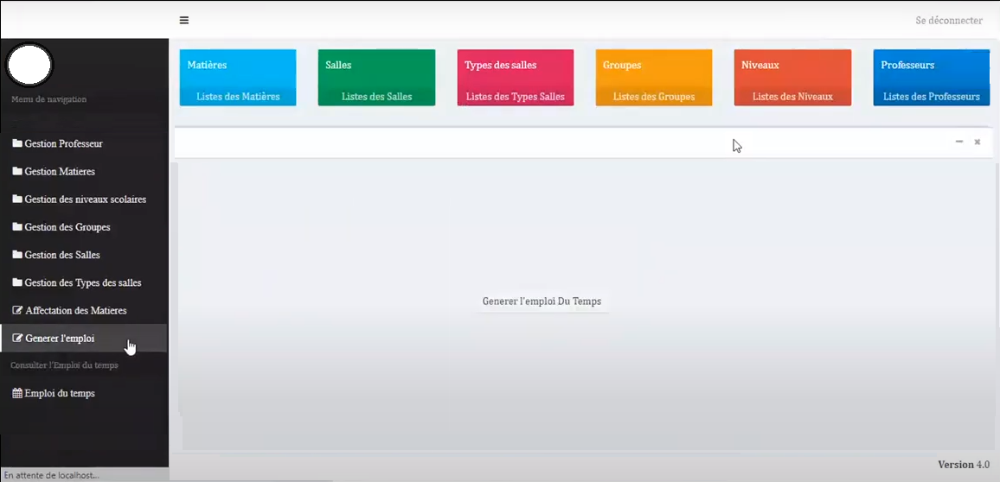 Se déconnecter
Matières
Salles
Types des salles
Groupes
Niveaux
Professeurs
Listes des Matières
Listes des Salles
Listes des Types Salles
Listes des Groupes
Listes des Niveaux
Listes des Professeurs
Menu de navigation
Gestion Professeur
Gestion Matieres
Gestion des niveaux scolaires
Gestion des Groupes
Gestion des Salles
Gestion des Types des salles
Affectation des Matieres
Generer l'emploi
Consulter l'Emploi du temps
Emploi du temps
Generer l'emploi Du Temps
Version 4.0
En attente de localhost...